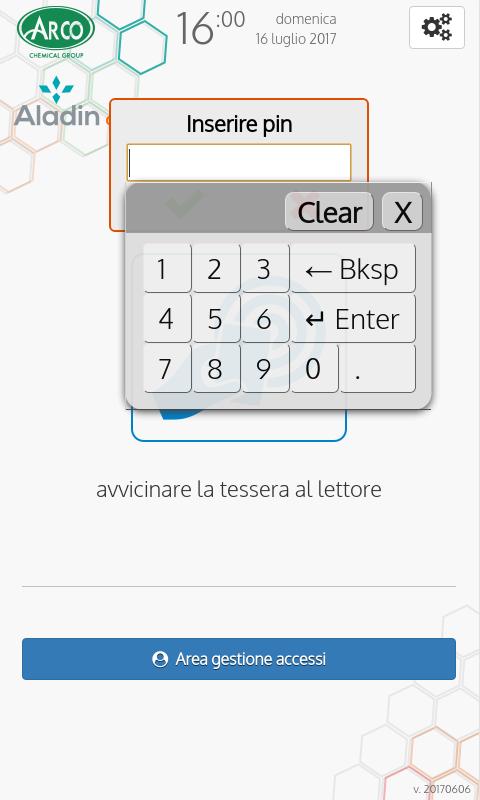 ARCO
CHEMICAL GROUP
Aladin
16:00
domenica
16 luglio 2017
Inserire pin
Clear X
1 2 3 ← Bksp
4 5 6 ↵ Enter
7 8 9 0 .
avvicinare la tessera al lettore
Area gestione accessi
v. 20170606